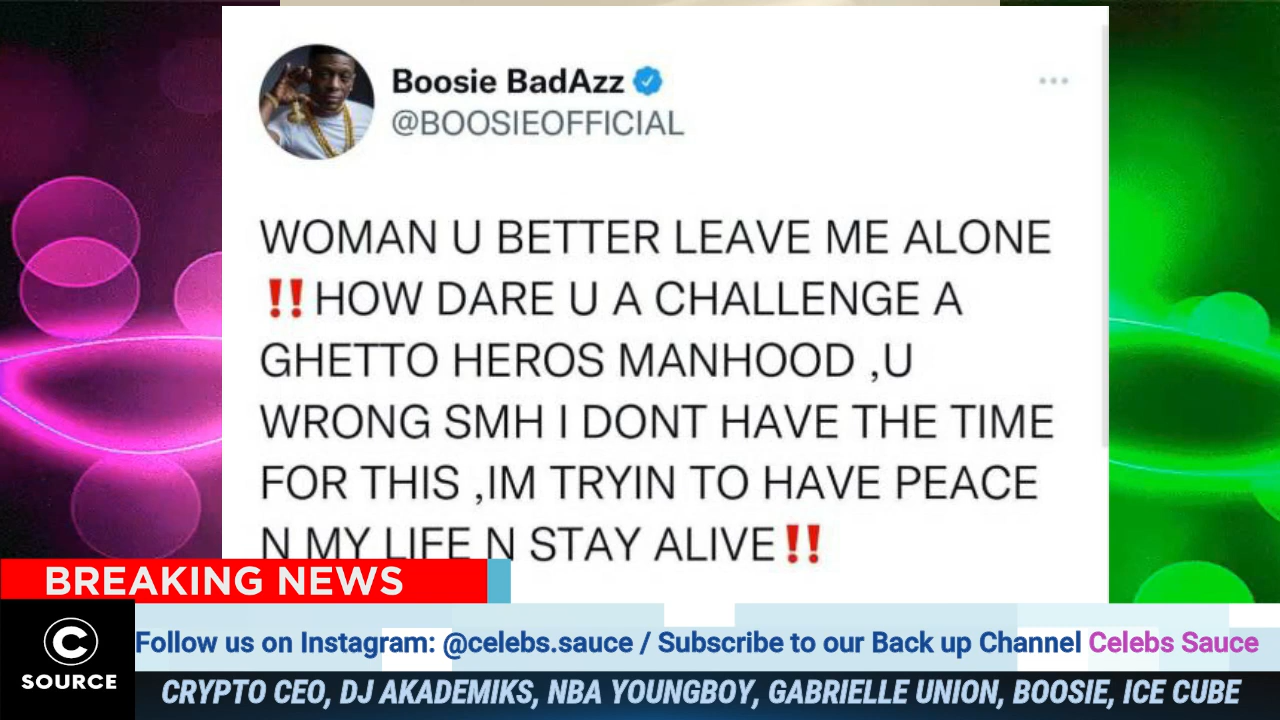 Boosie BadAzz
@BOOSIEOFFICIAL
WOMAN U BETTER LEAVE ME ALONE
‼️HOW DARE U A CHALLENGE A
GHETTO HEROS MANHOOD ,U
WRONG SMH I DONT HAVE THE TIME
FOR THIS ,IM TRYIN TO HAVE PEACE
N MY LIFE N STAY ALIVE‼️
BREAKING NEWS
C
SOURCE
Follow us on Instagram: @celebs.sauce / Subscribe to our Back up Channel Celebs Sauce
CRYPTO CEO, DJ AKADEMIKS, NBA YOUNGBOY, GABRIELLE UNION, BOOSIE, ICE CUBE